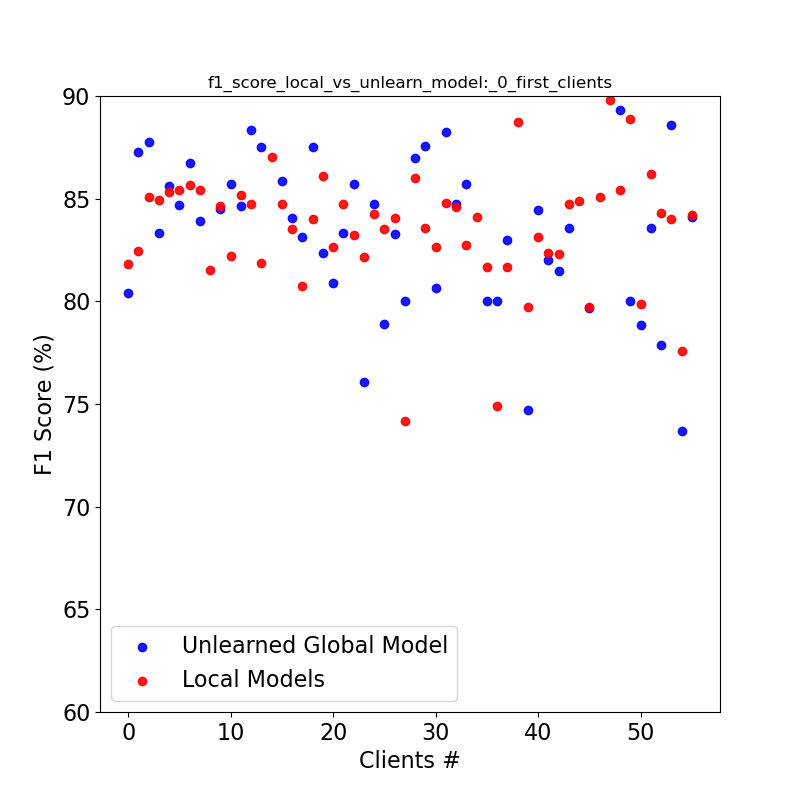 f1_score_local_vs_unlearn_model:_0_first_clients
90
85
80
75
70
65
60
F1 Score (%)
Unlearned Global Model
Local Models
0 10 20 30 40 50
Clients #